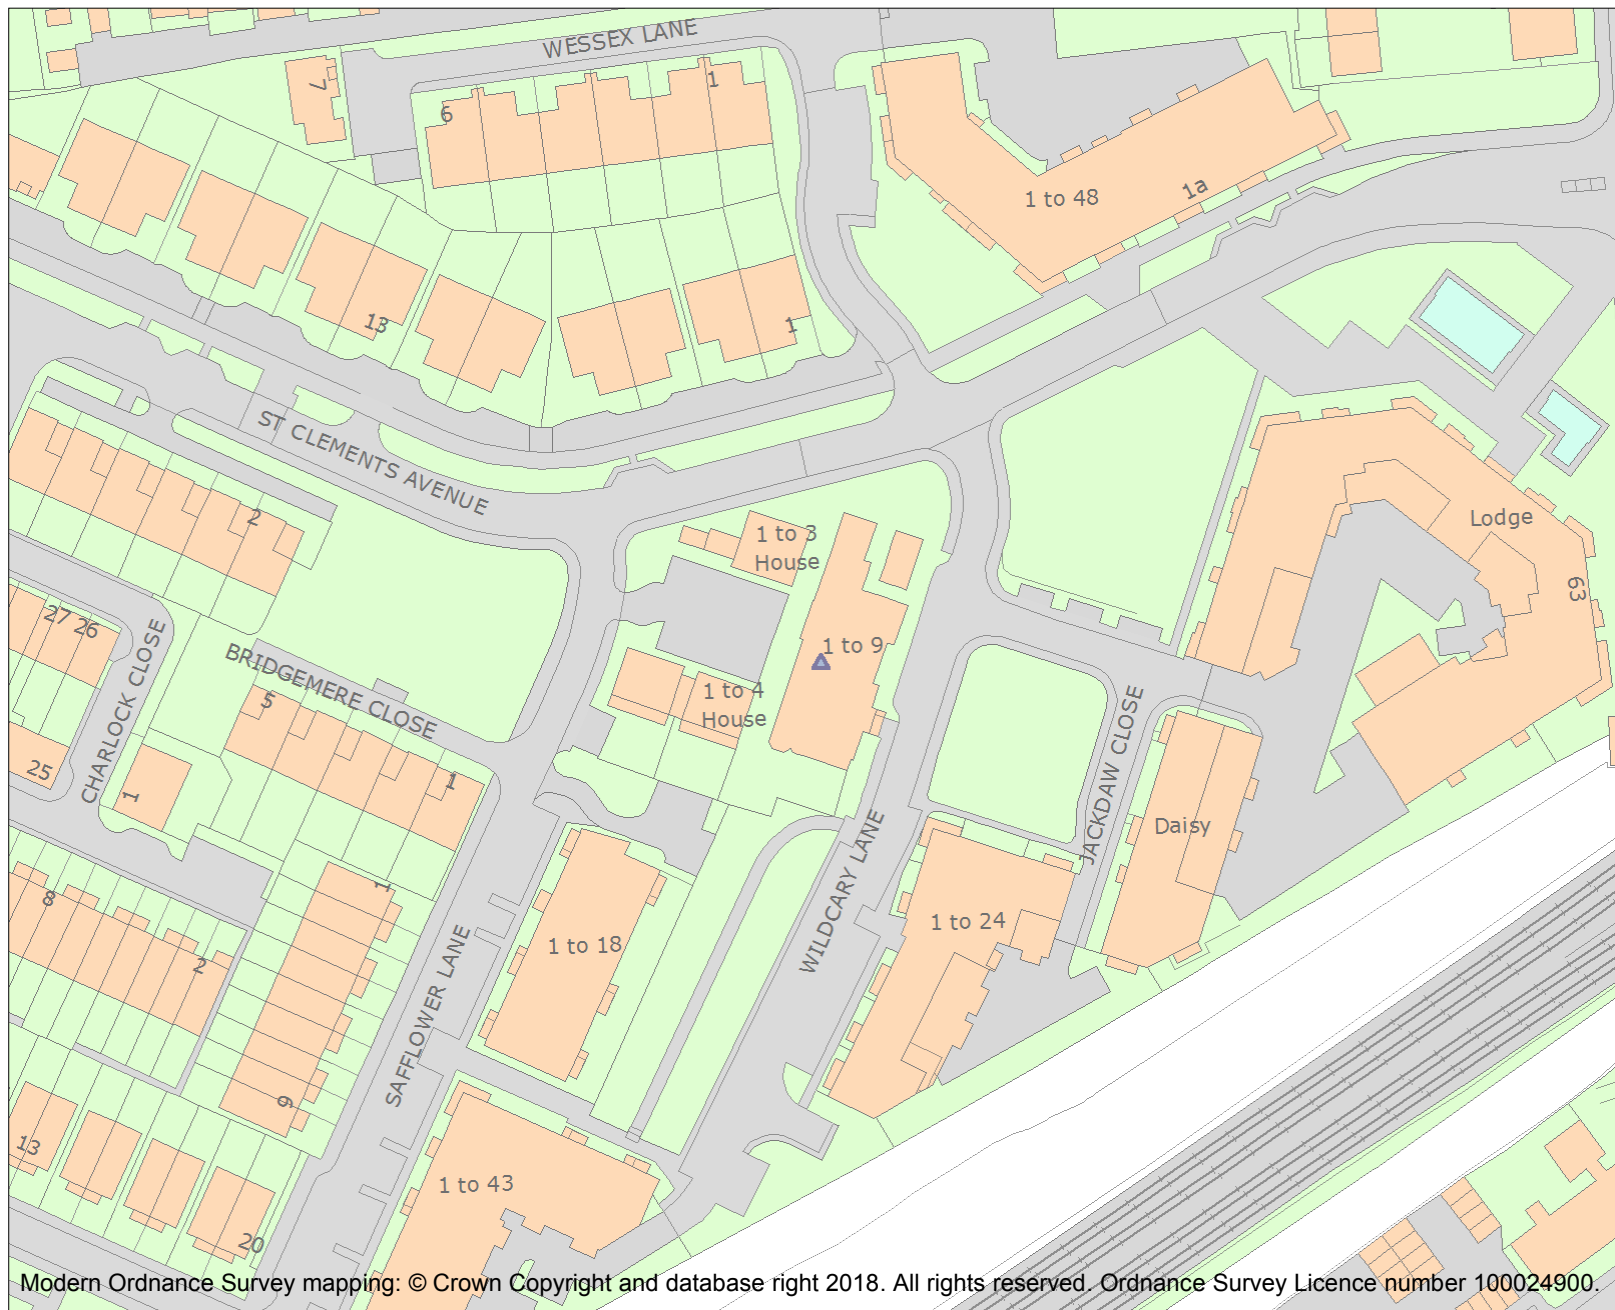 WESSEX LANE
7
6
1
1 to 48
1a
13
1
ST CLEMENTS AVENUE
2
1 to 3
House
Lodge
63
27 26
1 to 9
CHARLOCK CLOSE
BRIDGEMERE CLOSE
5
1 to 4
House
JACKDAW CLOSE
25
1
1
Daisy
WILDCARY LANE
8
1
1 to 24
1 to 18
2
SAFFLOWER LANE
9
13
1 to 43
20
Modern Ordnance Survey mapping: © Crown Copyright and database right 2018. All rights reserved. Ordnance Survey Licence number 100024900.